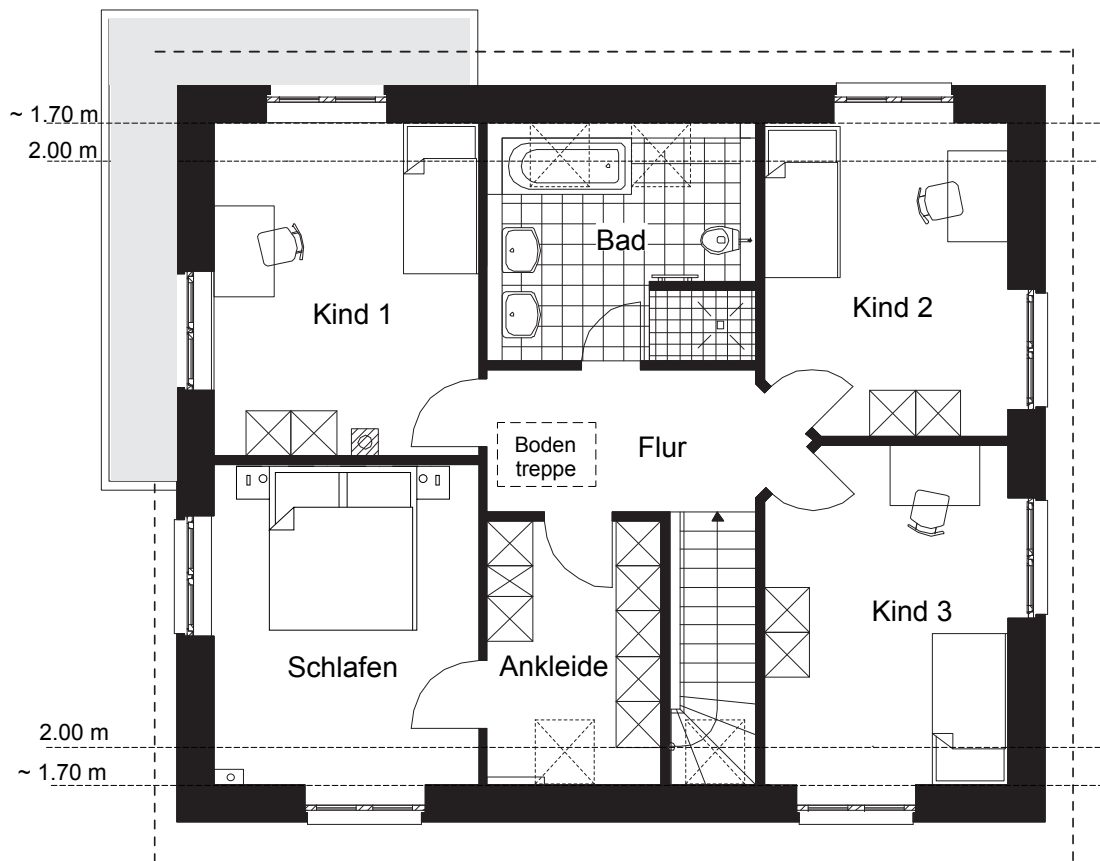 ~ 1.70 m
2.00 m
Bad
Kind 1
Kind 2
Boden
treppe
Flur
Kind 3
Schlafen
Ankleide
2.00 m
~ 1.70 m